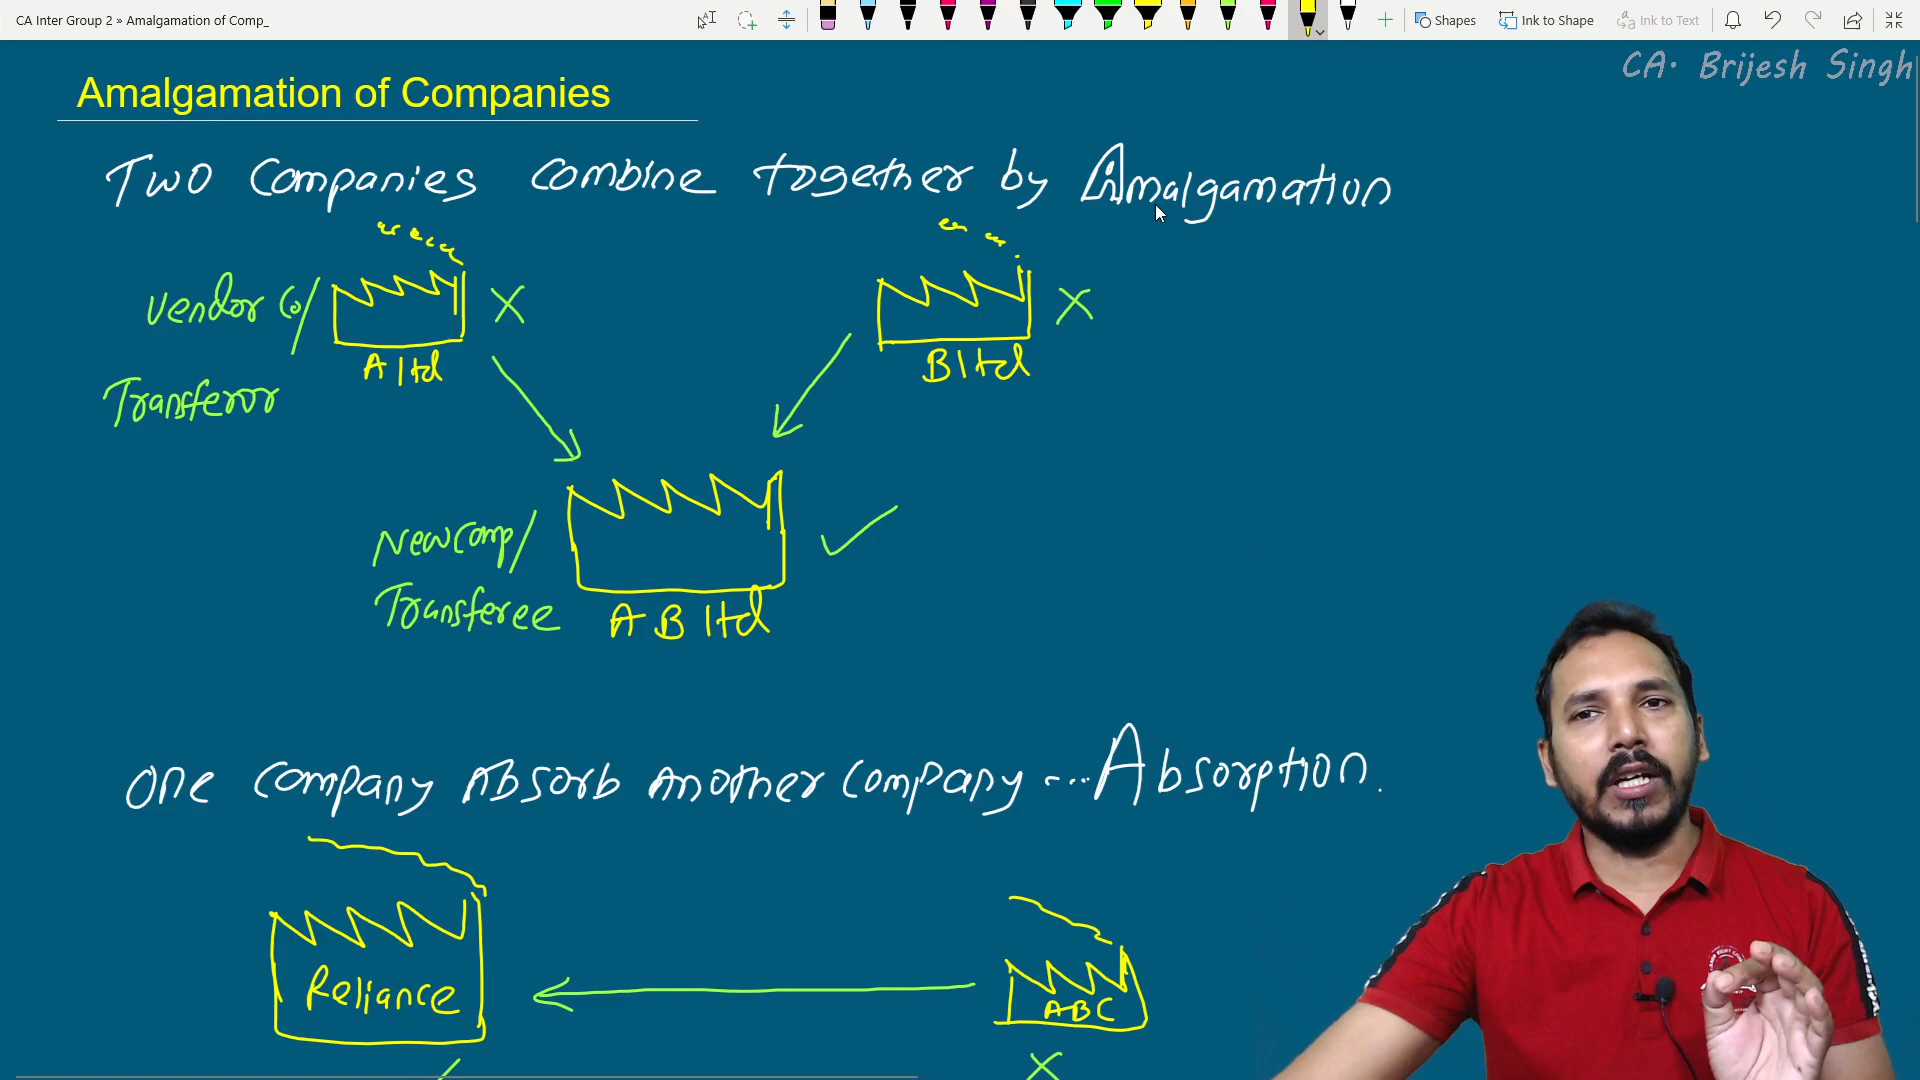 CA Inter Group 2 » Amalgamation of Comp_
Shapes Ink to Shape Ink to Text
CA. Brijesh Singh
Amalgamation of Companies
Two Companies combine together by Amalgamation
Vendor Co/
Transferor
A ltd
X
B ltd
X
New Comp/
Transferee
A B ltd
One Company Absorb Another Company ... Absorption.
Reliance
ABC
X